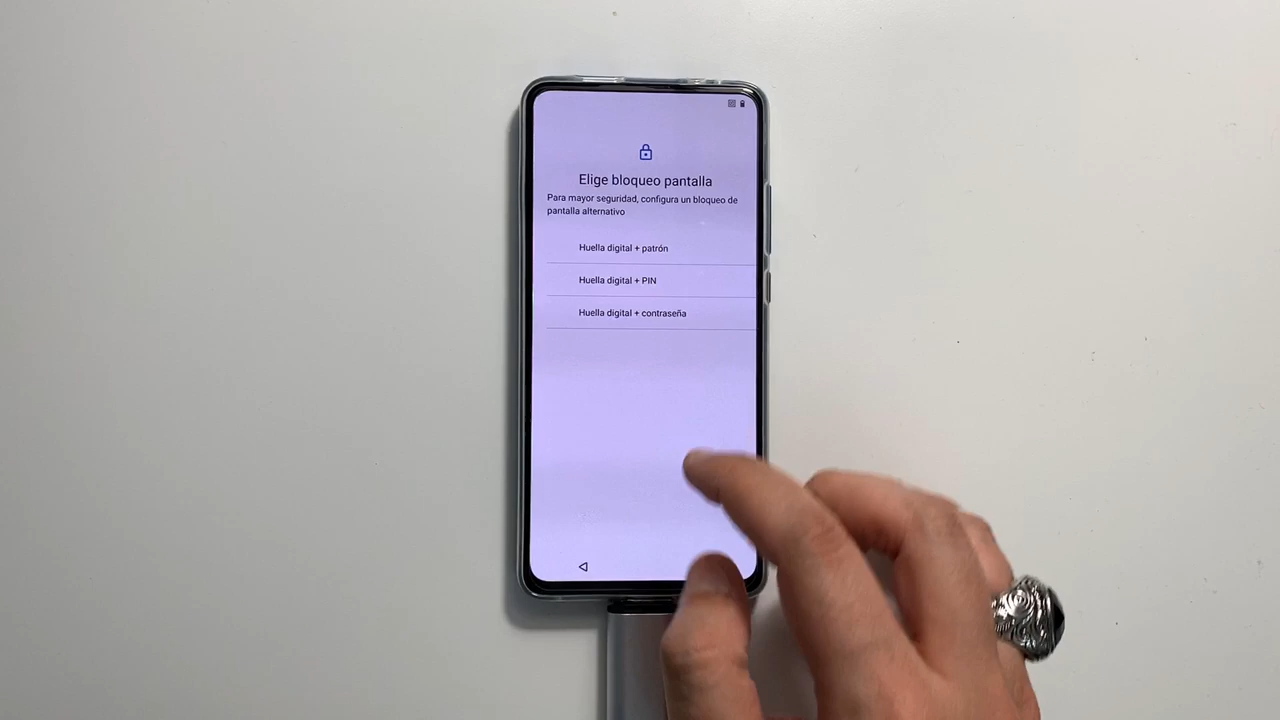 Elige bloqueo pantalla
Para mayor seguridad, configura un bloqueo de
pantalla alternativo
Huella digital + patrón
Huella digital + PIN
Huella digital + contraseña